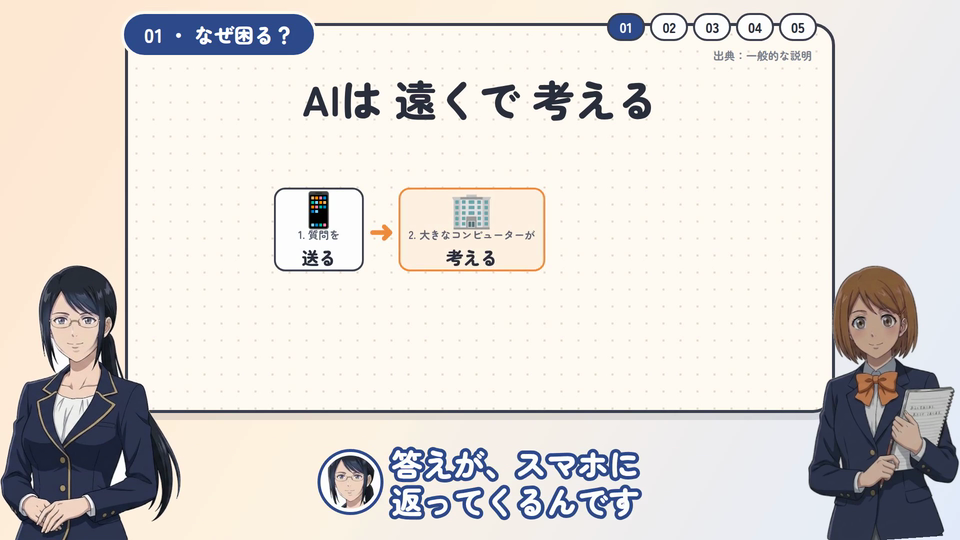 01 ・ なぜ困る？
01 02 03 04 05
出典：一般的な説明
AIは 遠くで 考える
1. 質問を
送る
2. 大きなコンピューターが
考える
答えが、スマホに
返ってくるんです